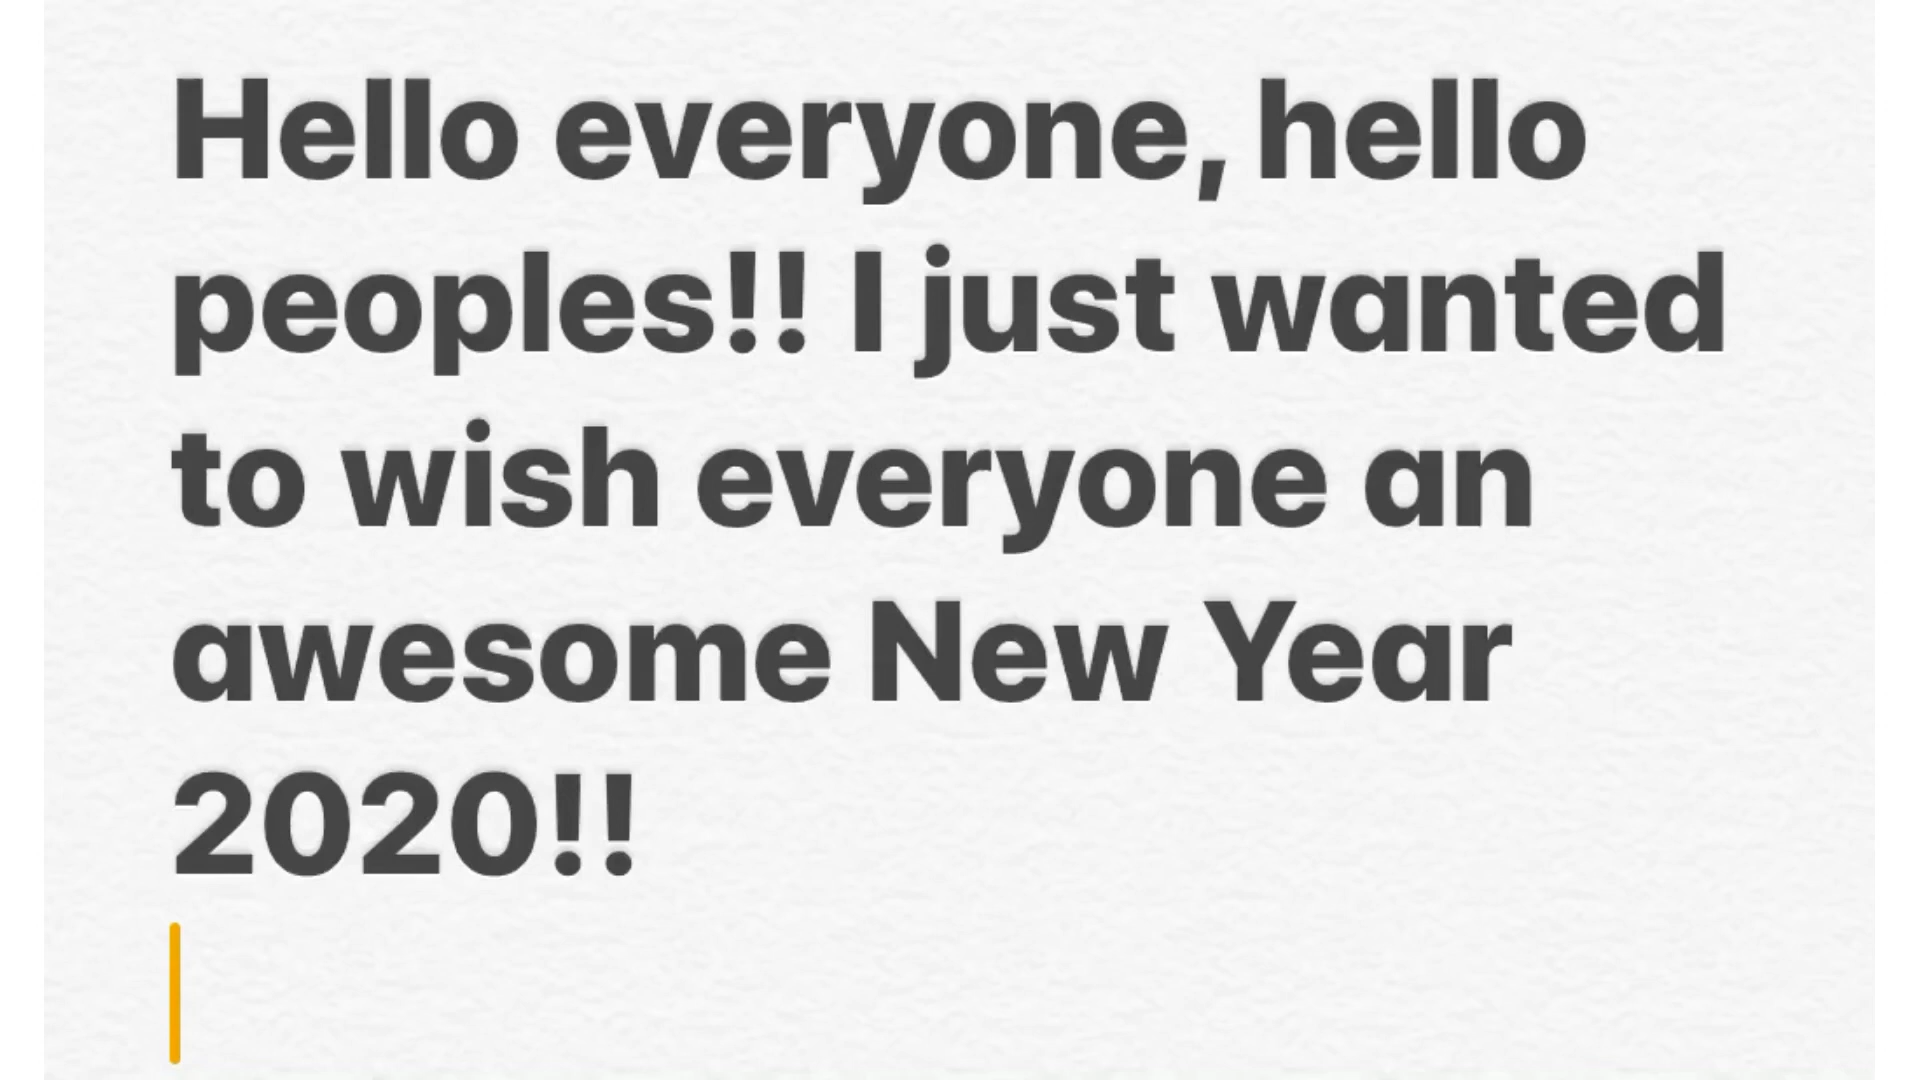 Hello everyone, hello
peoples!! I just wanted
to wish everyone an
awesome New Year
2020!!